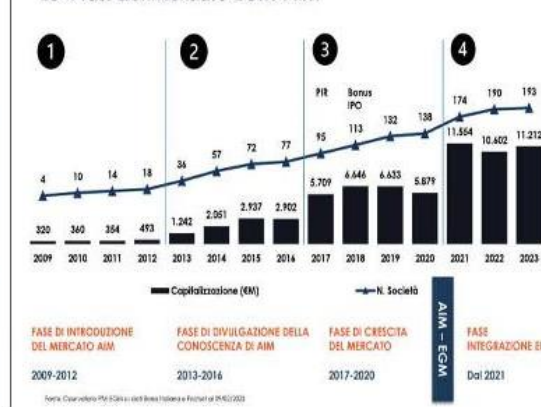 1 2 3 4
PIR Bonus
IPO
4 10 14 18 36 57 72 77 95 113 132 138 174 190 193
320 360 354 493 1.242 2.051 2.937 2.902 5.709 6.646 6.633 5.879 11.554 10.602 11.212
2009 2010 2011 2012 2013 2014 2015 2016 2017 2018 2019 2020 2021 2022 2023
Capitalizzazione (€M) N. Società
AIM – EGM
FASE DI INTRODUZIONE FASE DI DIVULGAZIONE DELLA FASE DI CRESCITA FASE
DEL MERCATO AIM CONOSCENZA DI AIM DEL MERCATO INTEGRAZIONE
2009-2012 2013-2016 2017-2020 Dal 2021